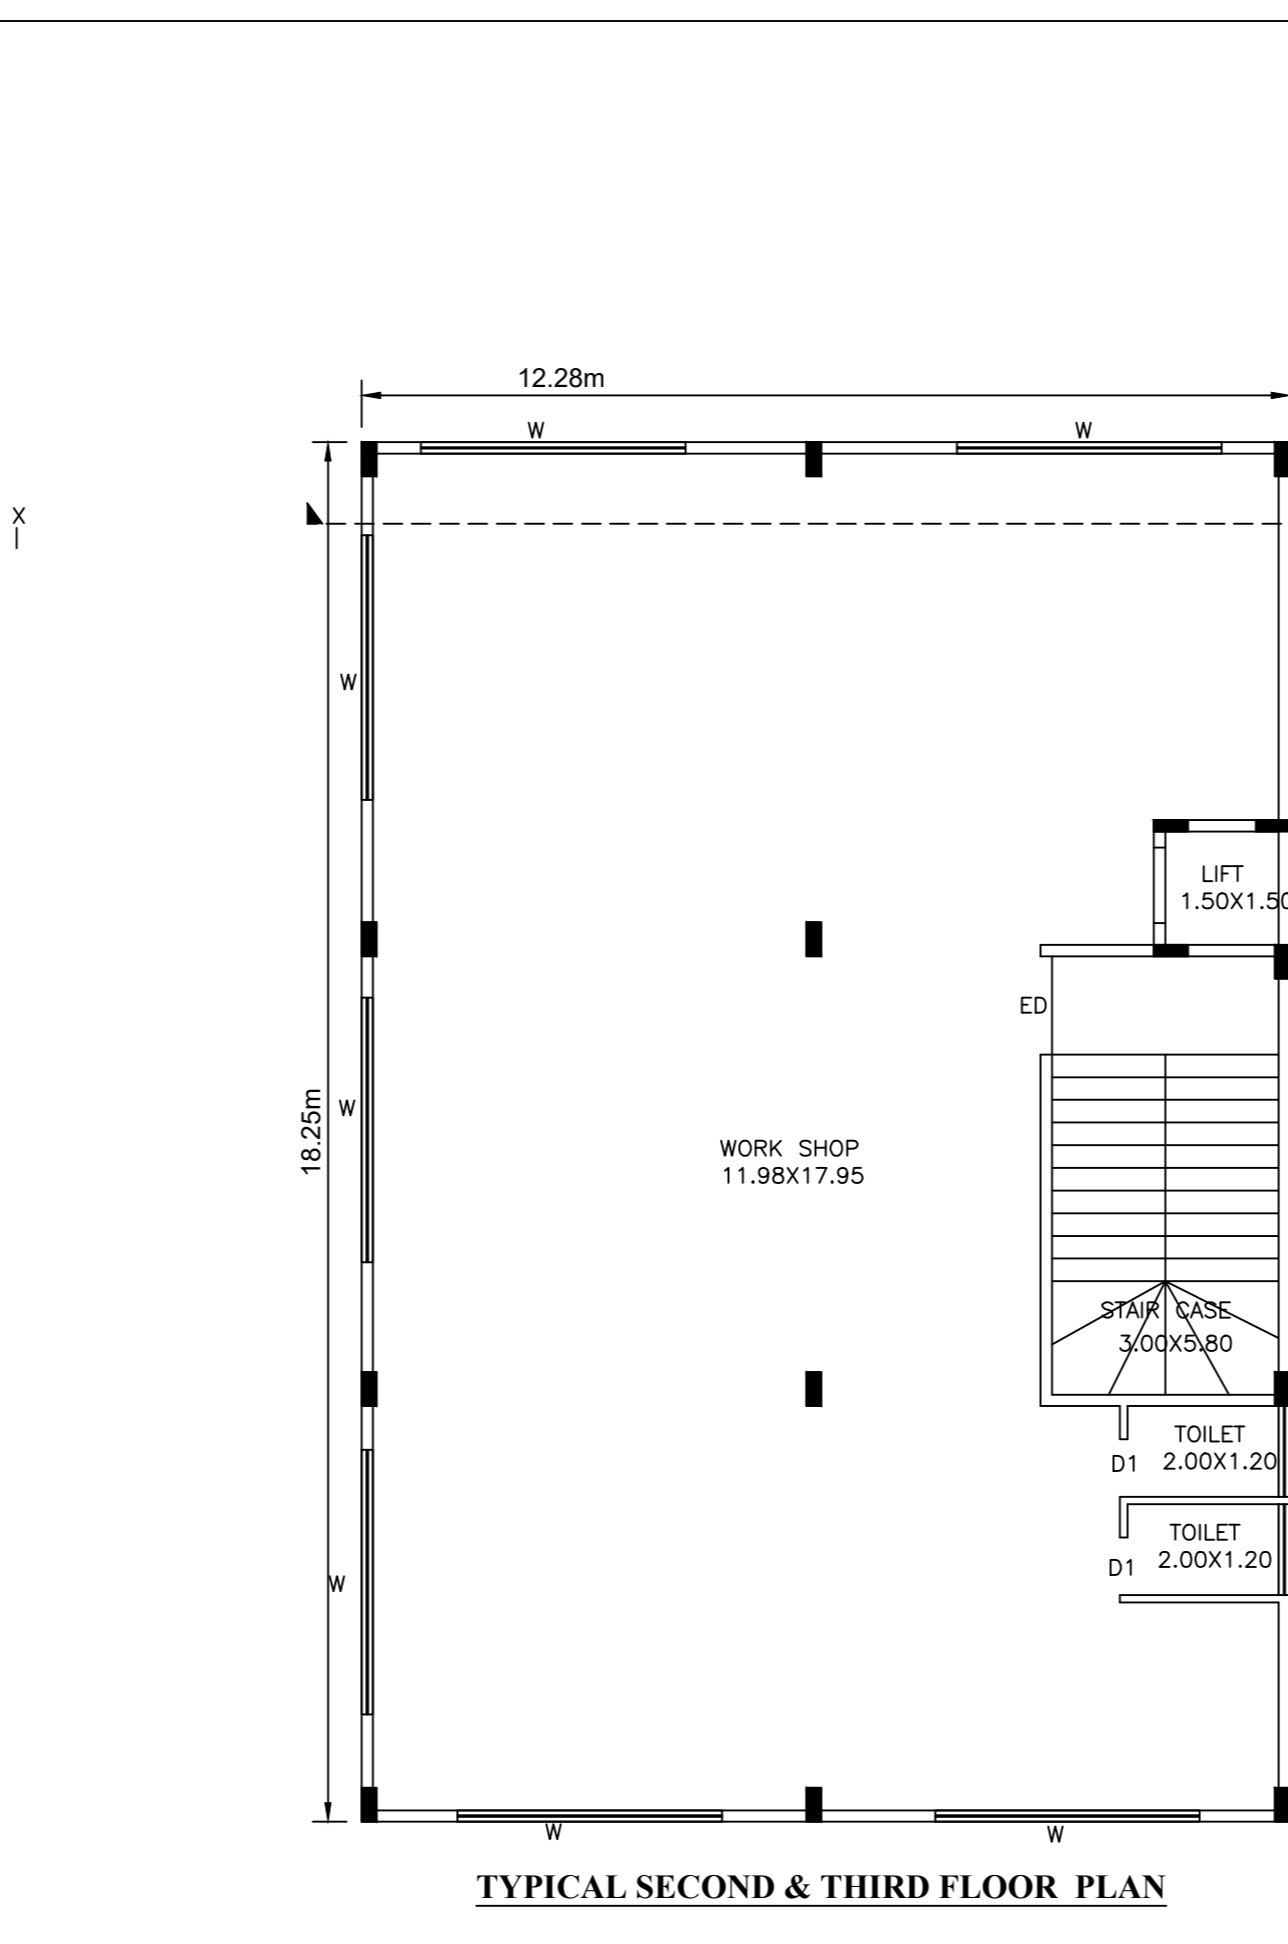 12.28m
W
W
X
W
LIFT
1.50X1.50
ED
18.25m
W
WORK SHOP
11.98X17.95
STAIR CASE
3.00X5.80
TOILET
D1
2.00X1.20
TOILET
D1
2.00X1.20
W
W
W
TYPICAL SECOND & THIRD FLOOR PLAN